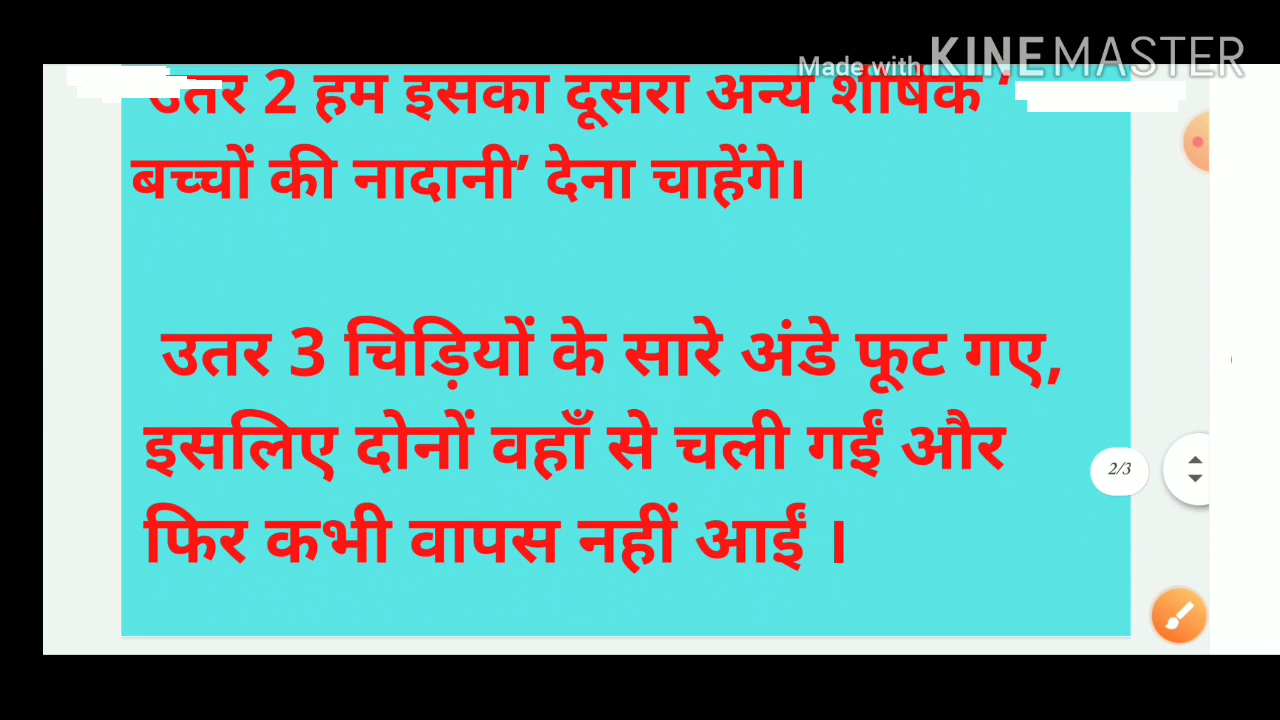 Made with KINEMASTER
उतर 2 हम इसका दूसरा अन्य शीर्षक ‘
बच्चों की नादानी’ देना चाहेंगे।
उतर 3 चिड़ियों के सारे अंडे फूट गए,
इसलिए दोनों वहाँ से चली गईं और
2/3
फिर कभी वापस नहीं आईं ।